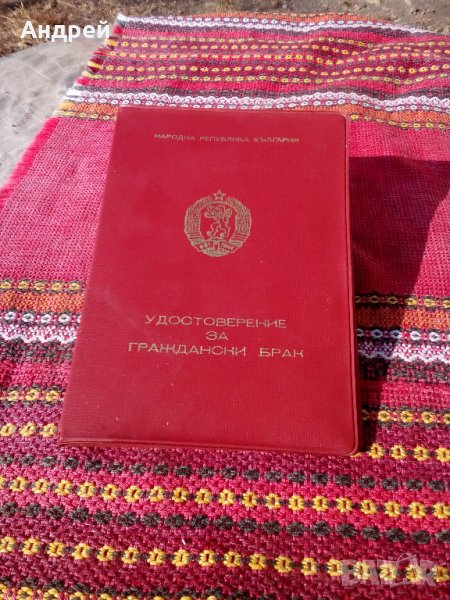 Андрей
НАРОДНА РЕПУБЛИКА БЪЛГАРИЯ
УДОСТОВЕРЕНИЕ
ЗА
ГРАЖДАНСКИ БРАК